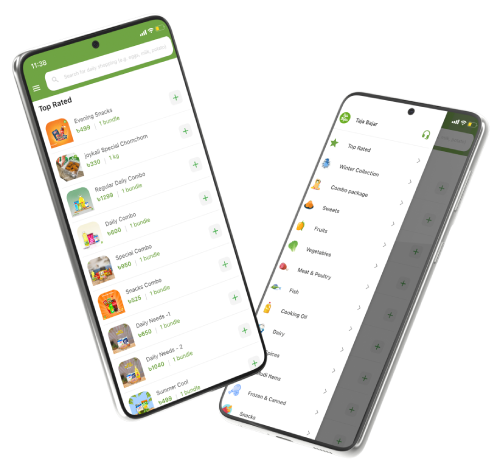 11:39
Search for daily shopping (e.g. eggs, milk, potato)
Top Rated
Evening Snacks
৳499 | 1 bundle
Joykali Special Chomchom
৳330 | 1 kg
Regular Daily Combo
৳1299 | 1 bundle
Daily Combo
৳600 | 1 bundle
Special Combo
৳950 | 1 bundle
Snacks Combo
৳525 | 1 bundle
Daily Needs -1
৳850 | 1 bundle
Daily Needs - 2
৳1040 | 1 bundle
Summer Cool
৳499 | 1 bundle
Taja Bajar
Top Rated
Winter Collection
Combo package
Sweets
Fruits
Vegetables
Meat & Poultry
Fish
Cooking Oil
Dairy
Items
Frozen & Canned
Snacks